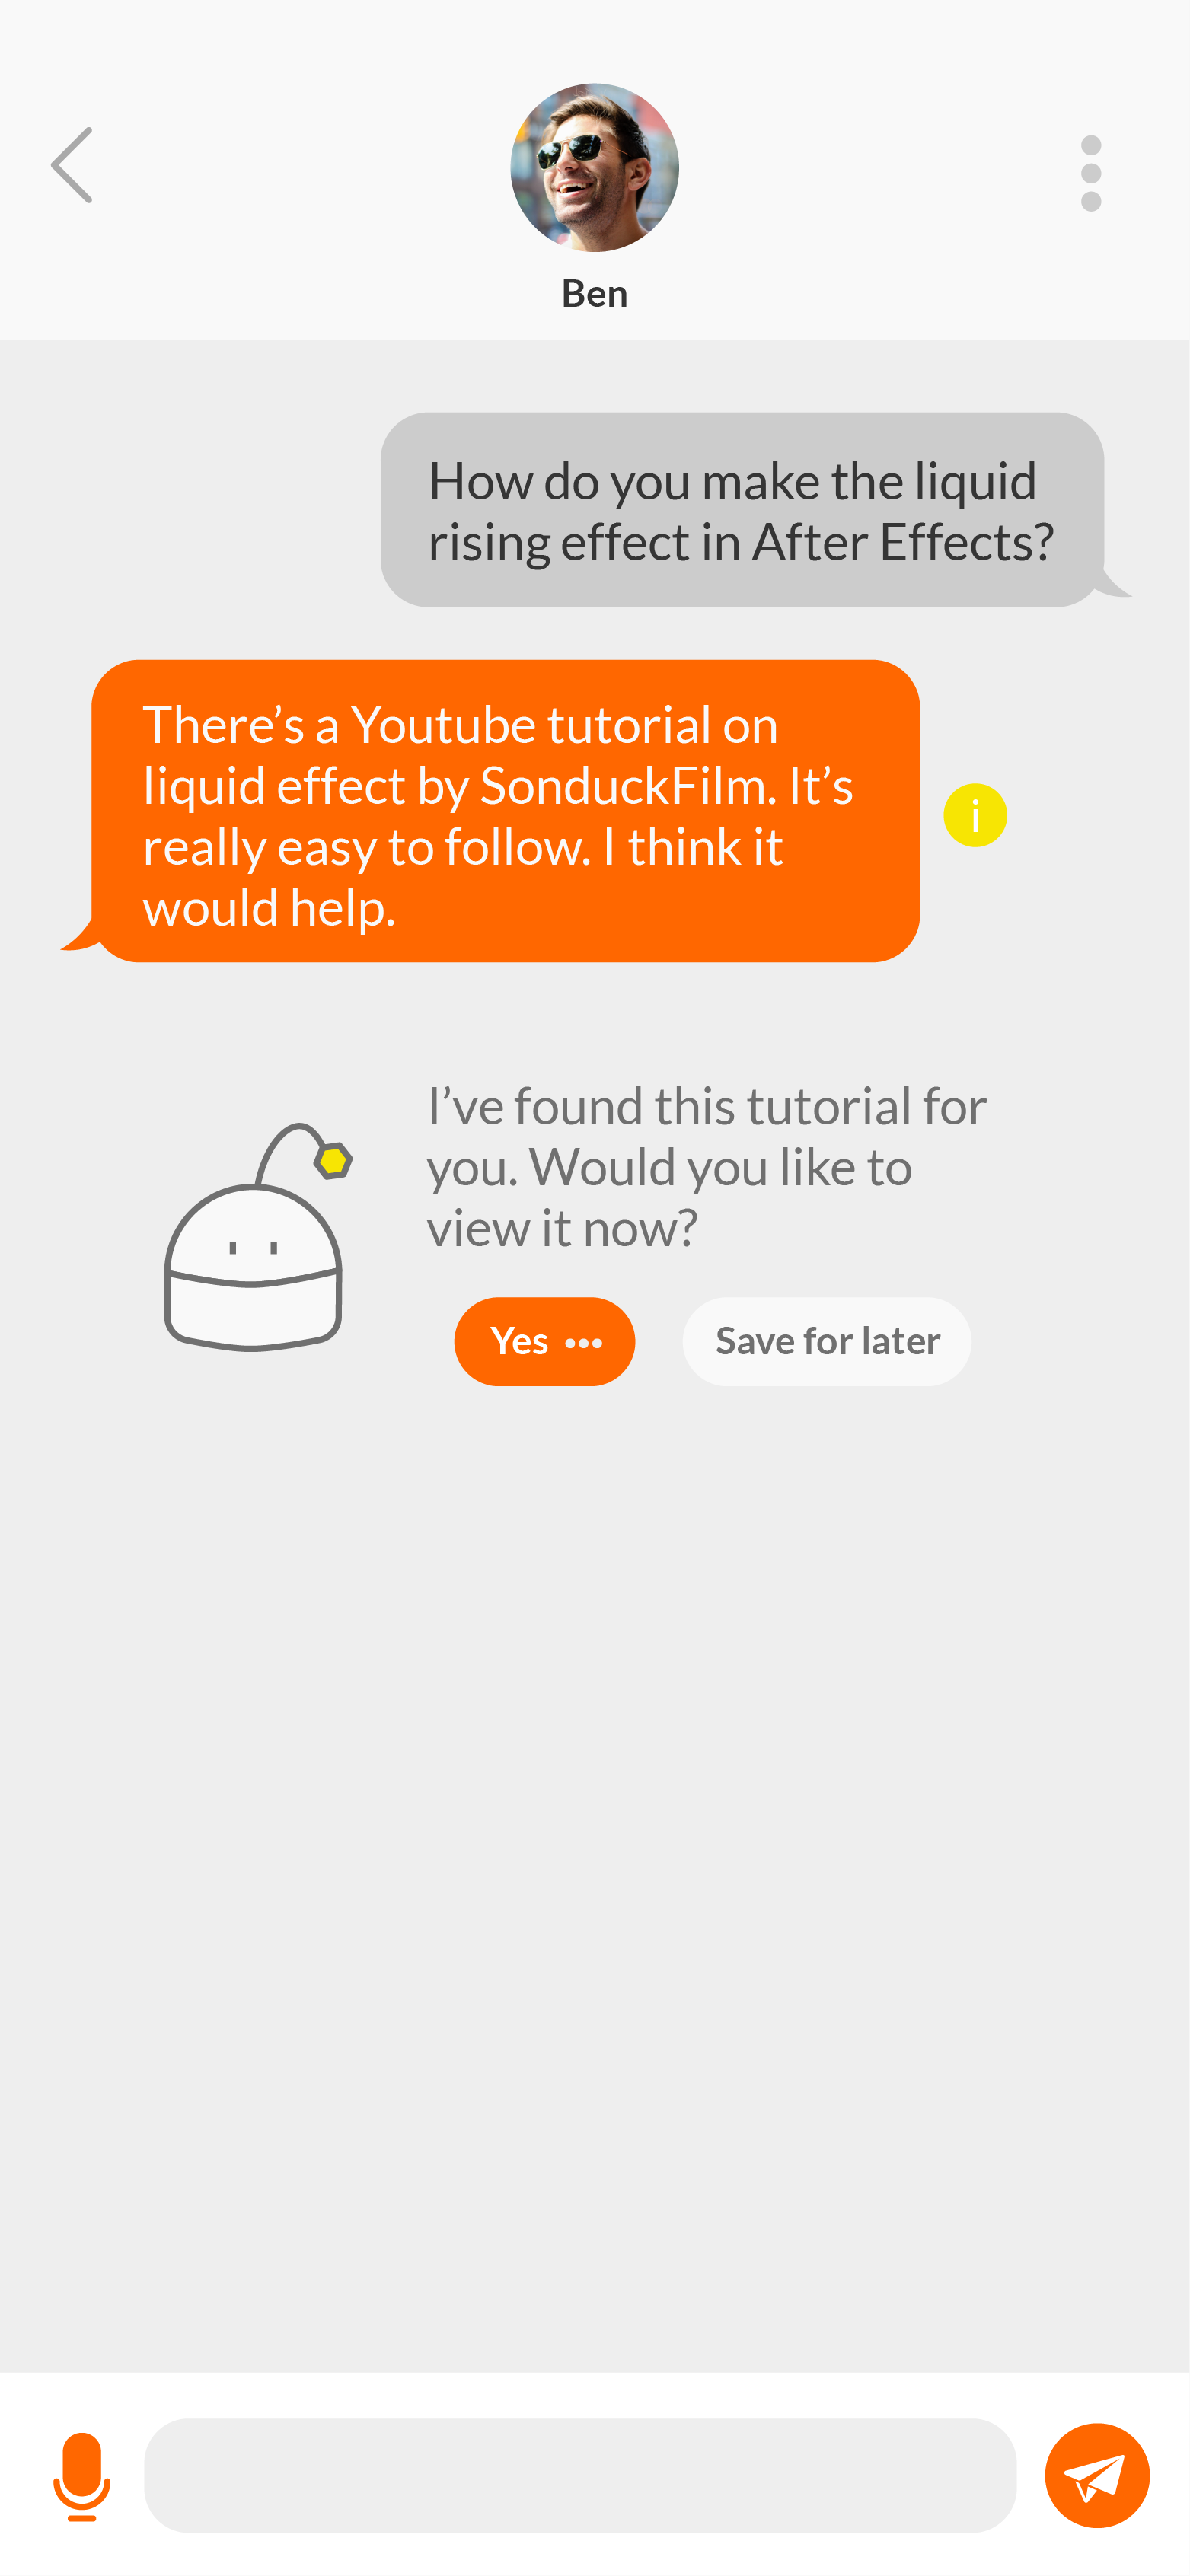 Ben
How do you make the liquid
rising effect in After Effects?
There’s a Youtube tutorial on
liquid effect by SonduckFilm. It’s
really easy to follow. I think it
would help.
i
I’ve found this tutorial for
you. Would you like to
view it now?
Yes •••
Save for later